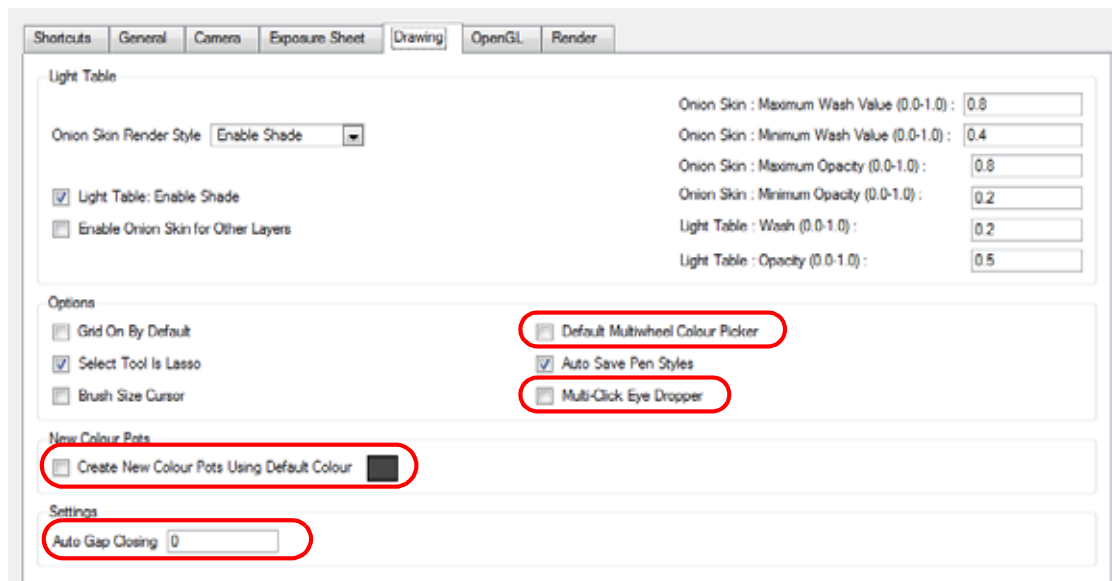 Shortcuts General Camera Exposure Sheet Drawing OpenGL Render
Light Table
Onion Skin : Maximum Wash Value (0.0-1.0) : 0.8
Onion Skin Render Style Enable Shade Onion Skin : Minimum Wash Value (0.0-1.0) : 0.4
Onion Skin : Maximum Opacity (0.0-1.0) : 0.8
Light Table: Enable Shade Onion Skin : Minimum Opacity (0.0-1.0) : 0.2
Enable Onion Skin for Other Layers Light Table : Wash (0.0-1.0) : 0.2
Light Table : Opacity (0.0-1.0) : 0.5
Options
Grid On By Default Default Multiwheel Colour Picker
Select Tool Is Lasso Auto Save Pen Styles
Brush Size Cursor Multi-Click Eye Dropper
New Colour Pots
Create New Colour Pots Using Default Colour
Settings
Auto Gap Closing 0